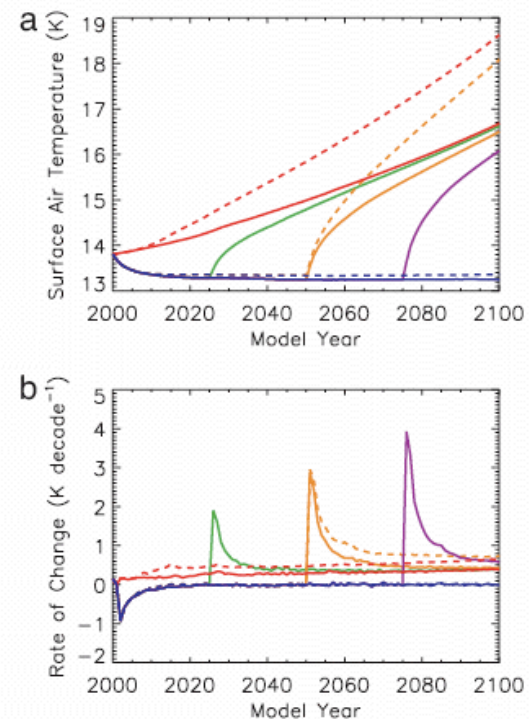 a
Surface Air Temperature (K)
19
18
17
16
15
14
13
2000 2020 2040 2060 2080 2100
Model Year
b
Rate of Change (K decade⁻¹)
5
4
3
2
1
0
−1
−2
2000 2020 2040 2060 2080 2100
Model Year